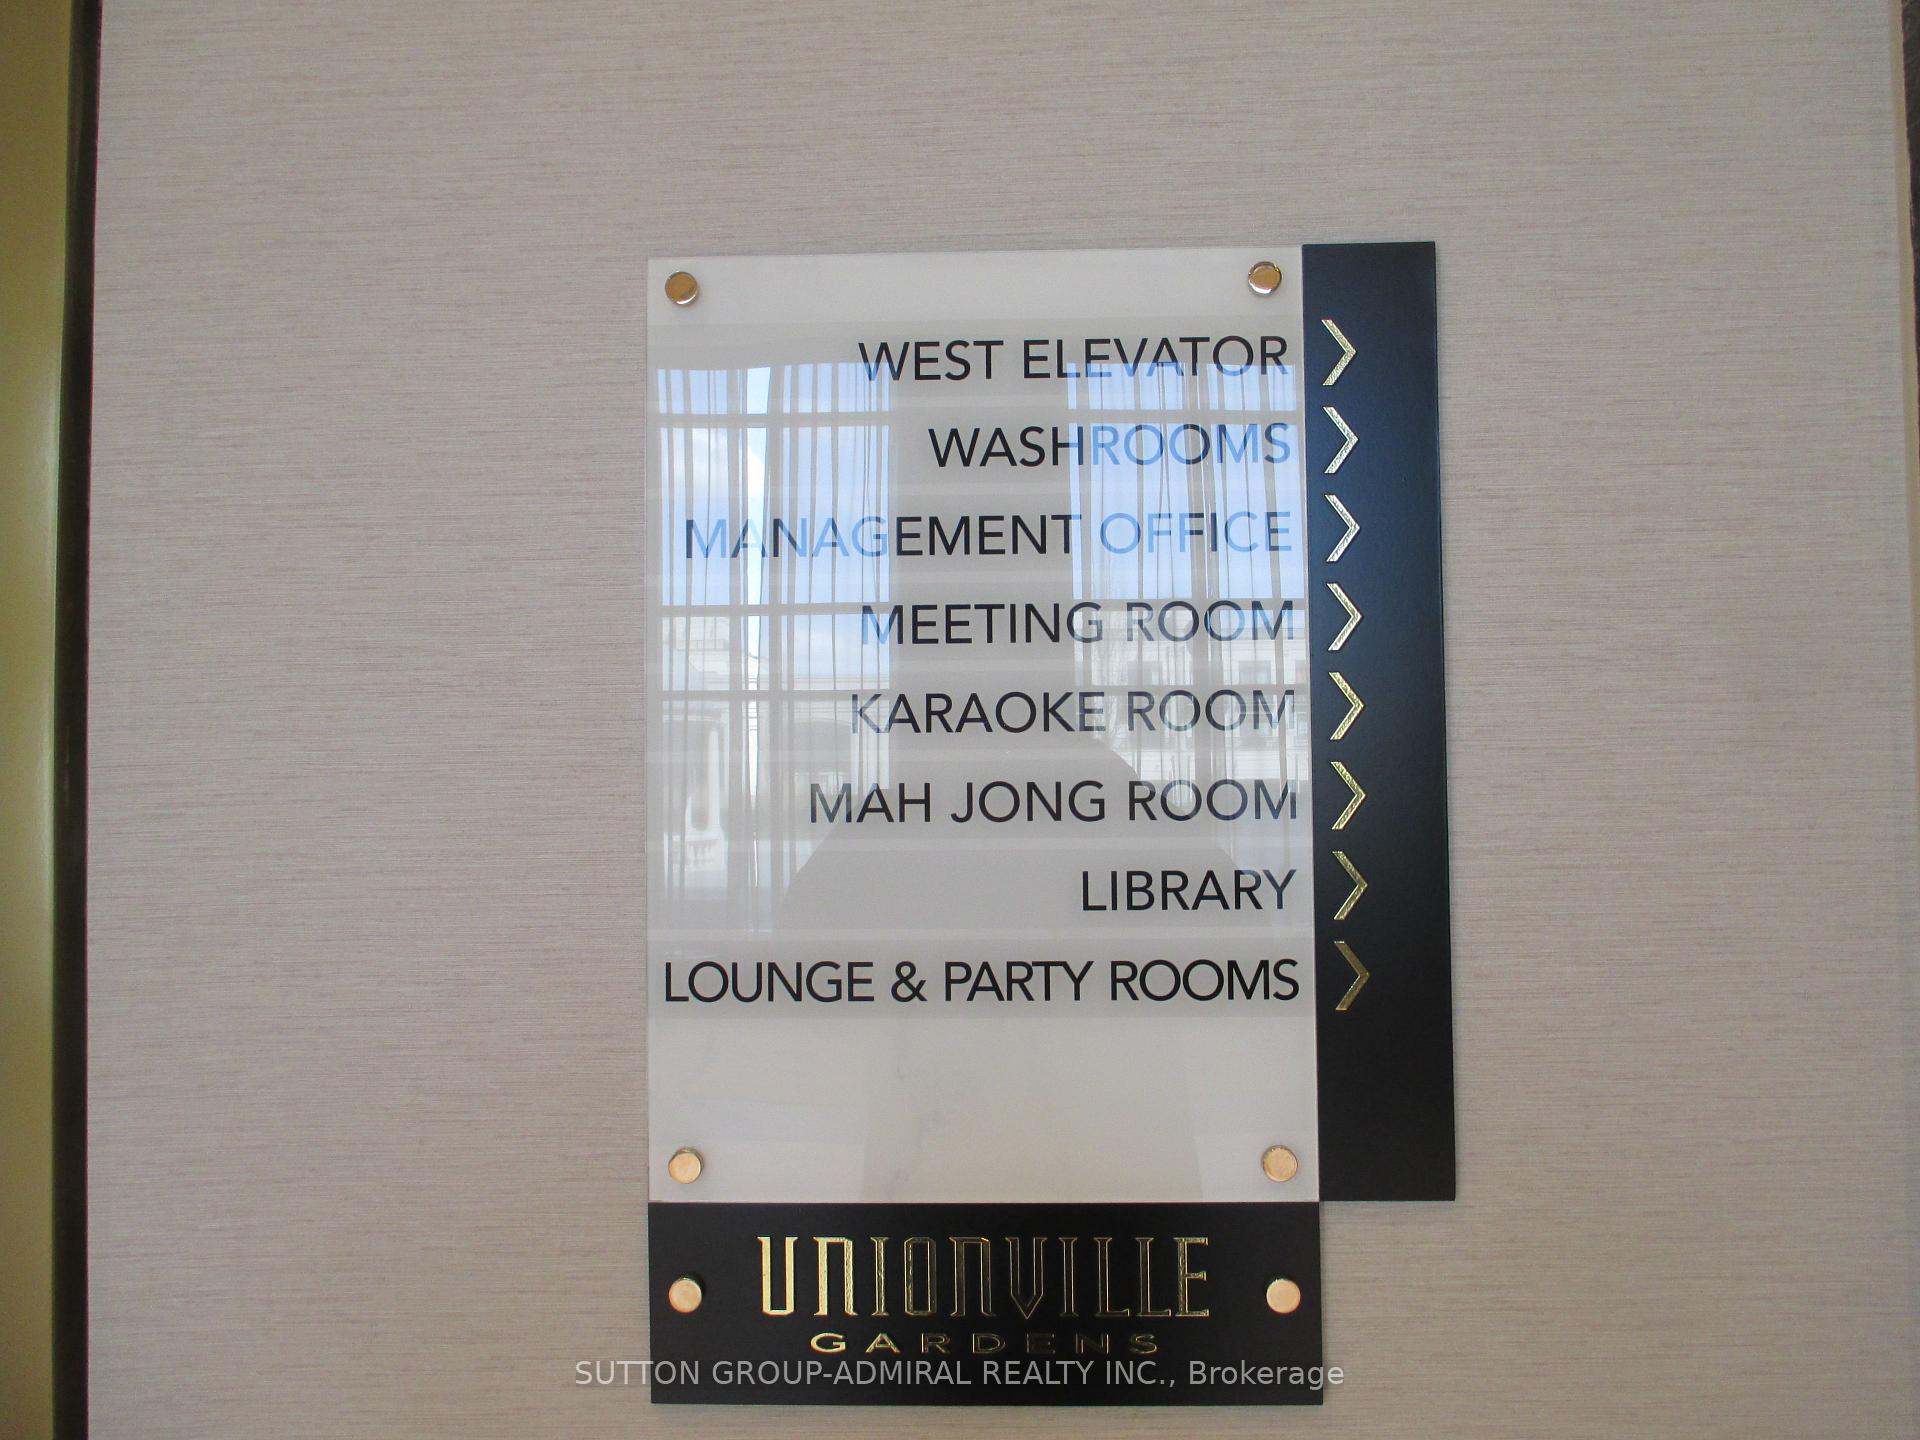 WEST ELEVATOR
WASHROOMS
MANAGEMENT OFFICE
MEETING ROOM
KARAOKE ROOM
MAH JONG ROOM
LIBRARY
LOUNGE & PARTY ROOMS
UNIONVILLE
GARDENS
SUTTON GROUP-ADMIRAL REALTY INC., Brokerage